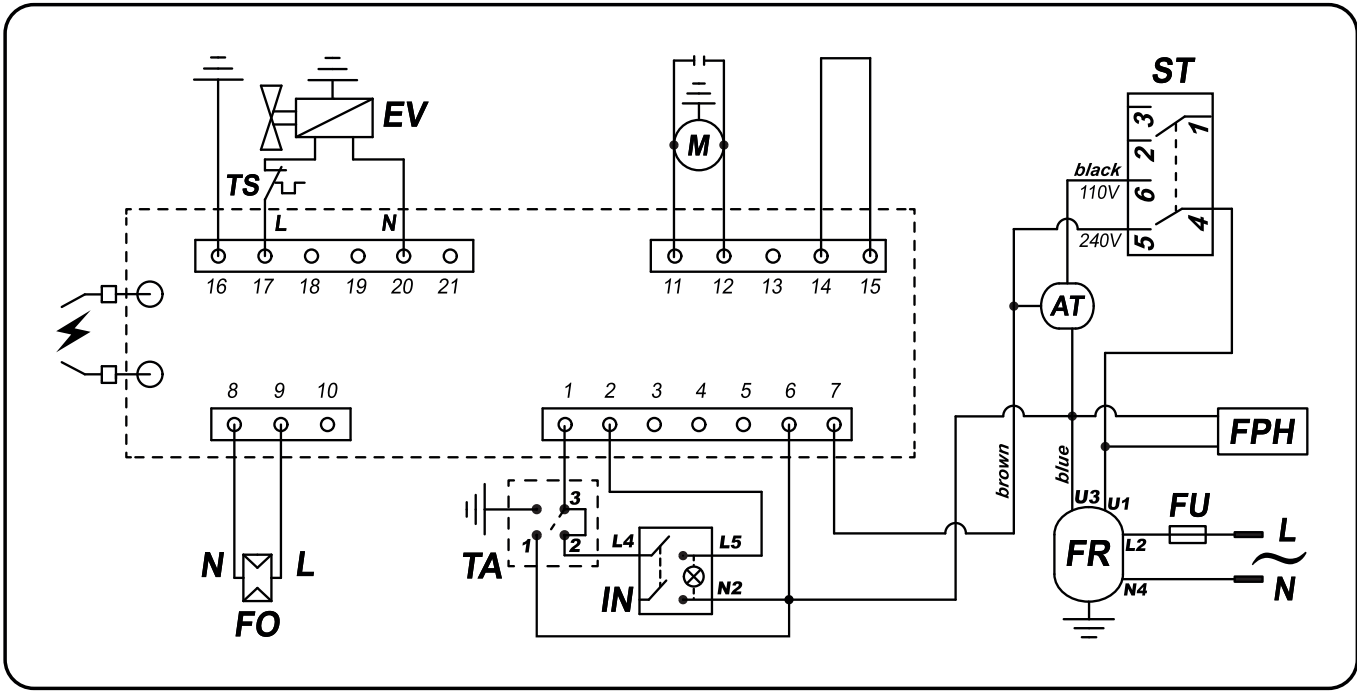 ST
3
1
2
black
6
110V
4
240V
5
EV
M
TS
L
N
16 17 18 19 20 21
11 12 13 14 15
AT
8 9 10
1 2 3 4 5 6 7
FPH
brown
blue
3
U3
U1
FU
L
1
2
L4
L5
L2
FR
N
L
TA
IN
N2
N4
N
FO